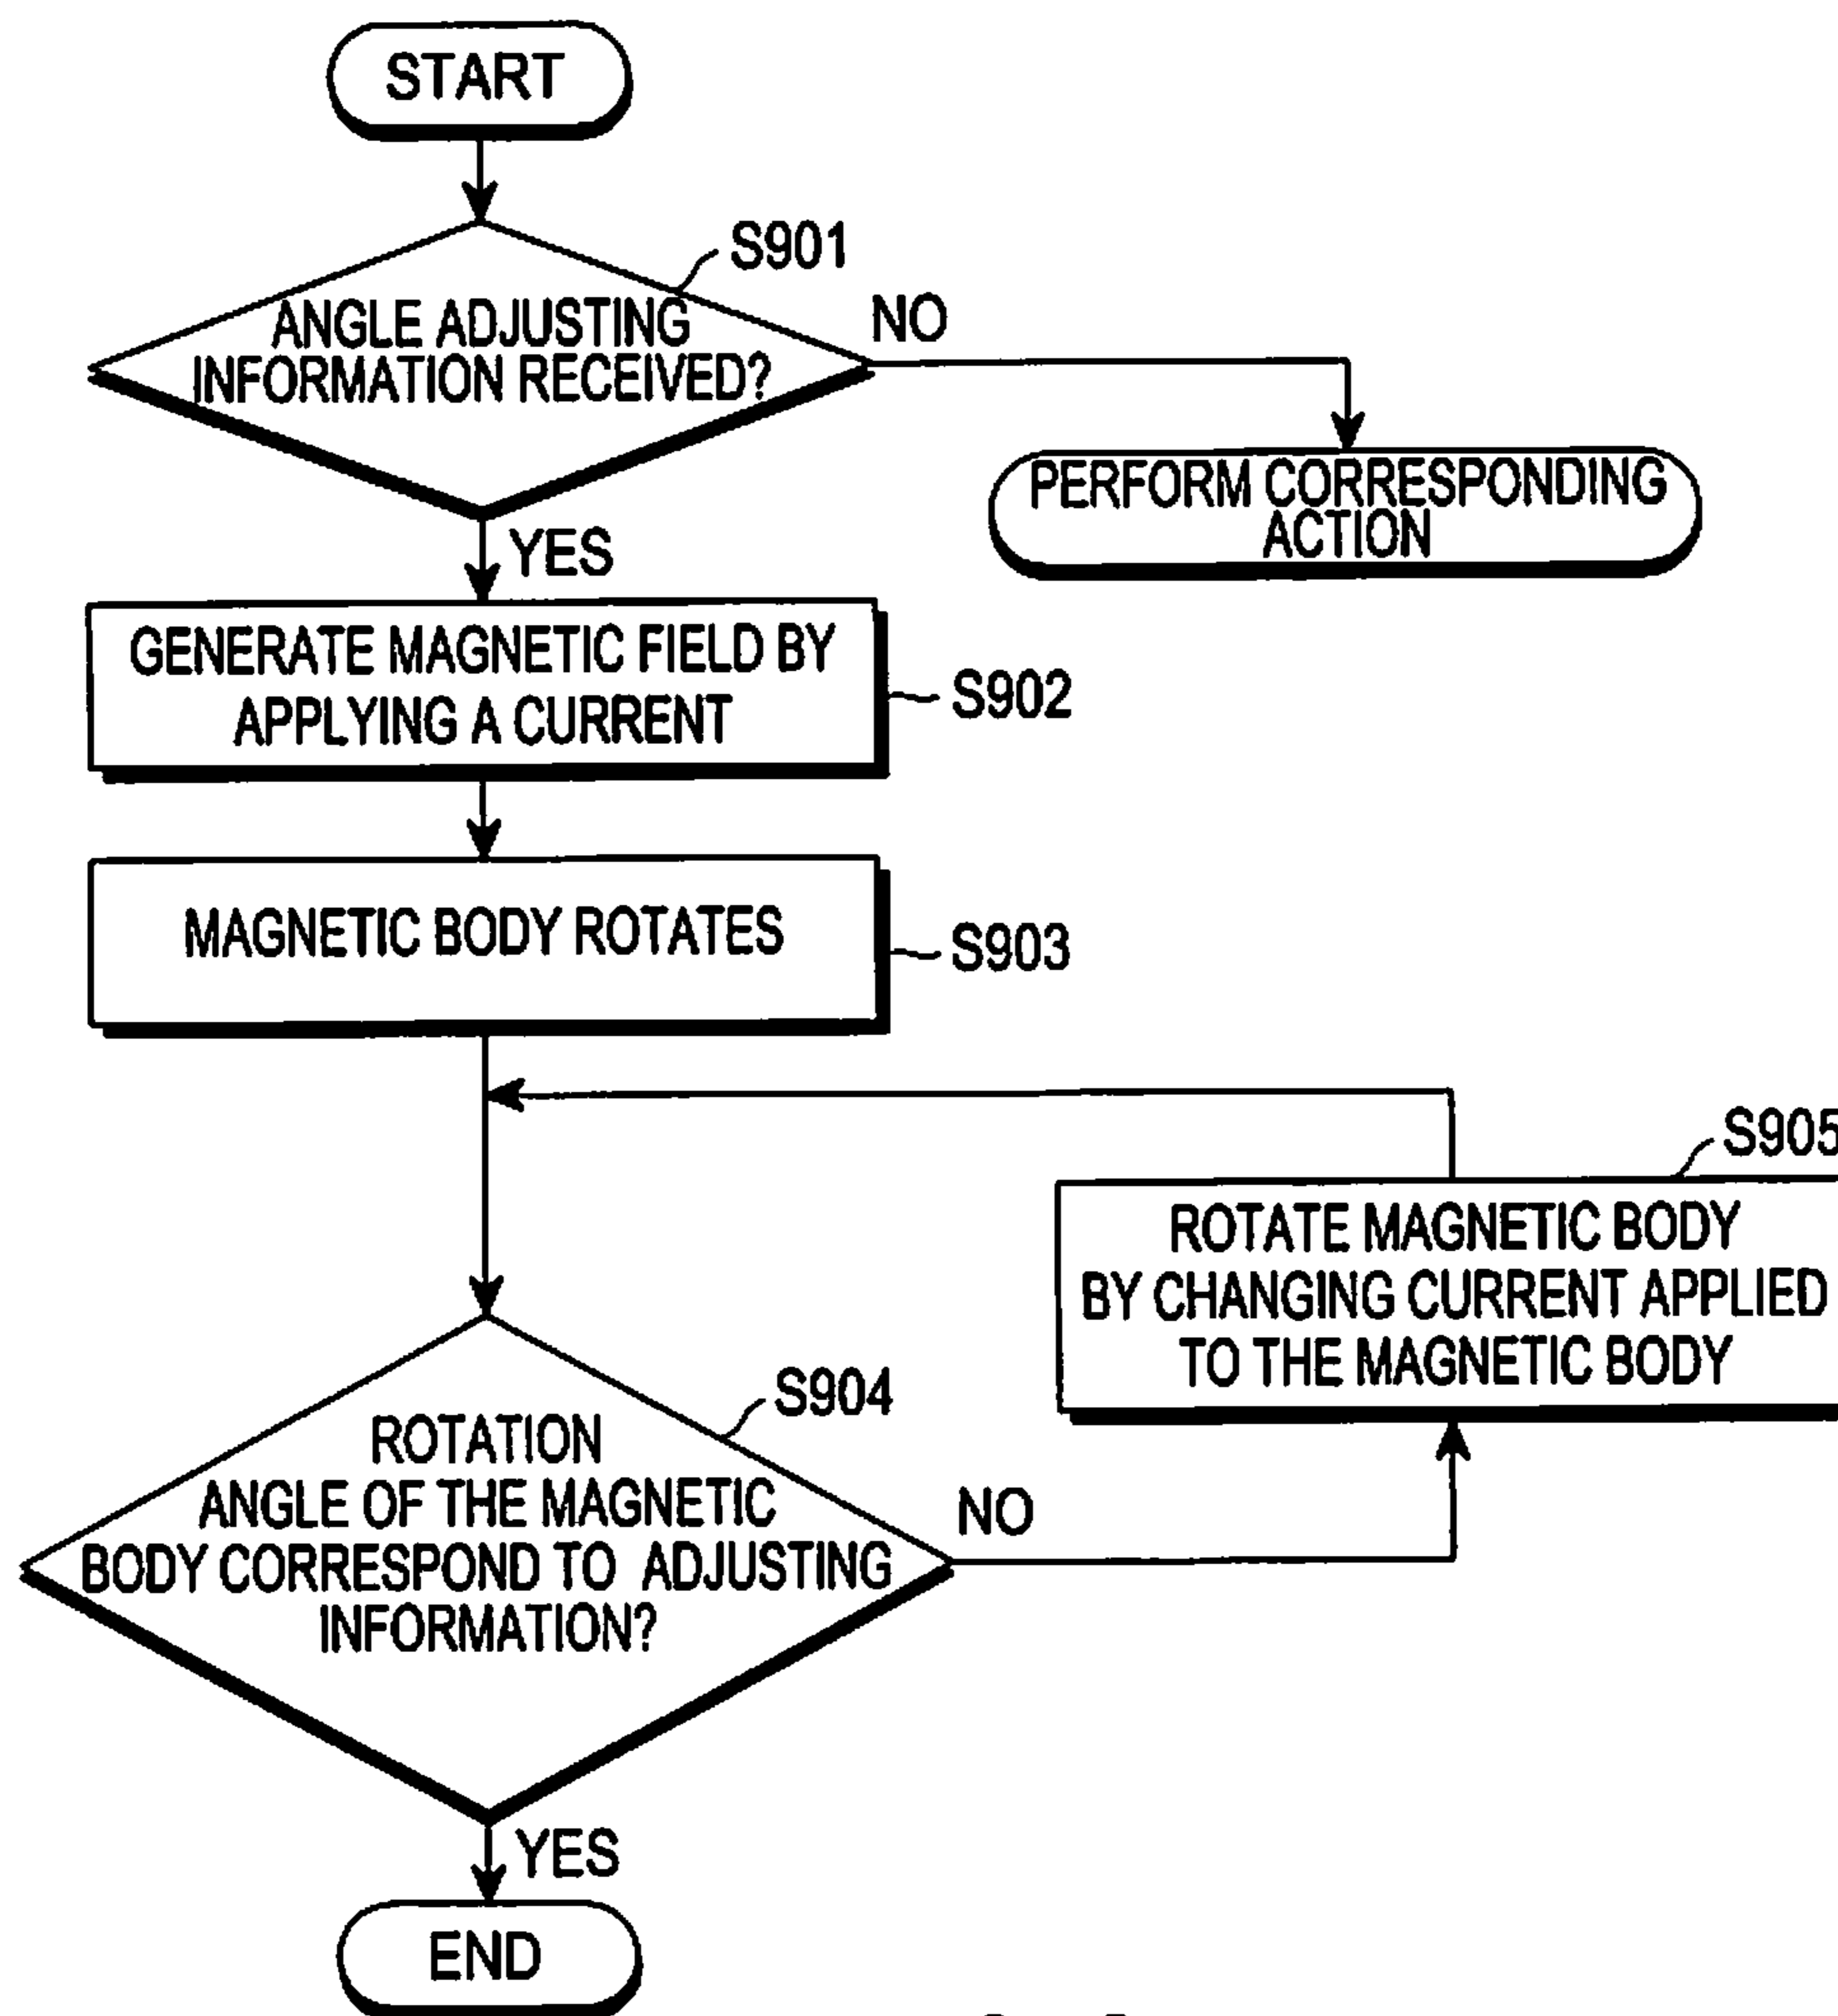 START
S901
ANGLE ADJUSTING
INFORMATION RECEIVED?
NO
PERFORM CORRESPONDING
ACTION
YES
GENERATE MAGNETIC FIELD BY
APPLYING A CURRENT
S902
MAGNETIC BODY ROTATES
S903
S905
ROTATE MAGNETIC BODY
BY CHANGING CURRENT APPLIED
TO THE MAGNETIC BODY
S904
ROTATION
ANGLE OF THE MAGNETIC
BODY CORRESPOND TO ADJUSTING
INFORMATION?
NO
YES
END